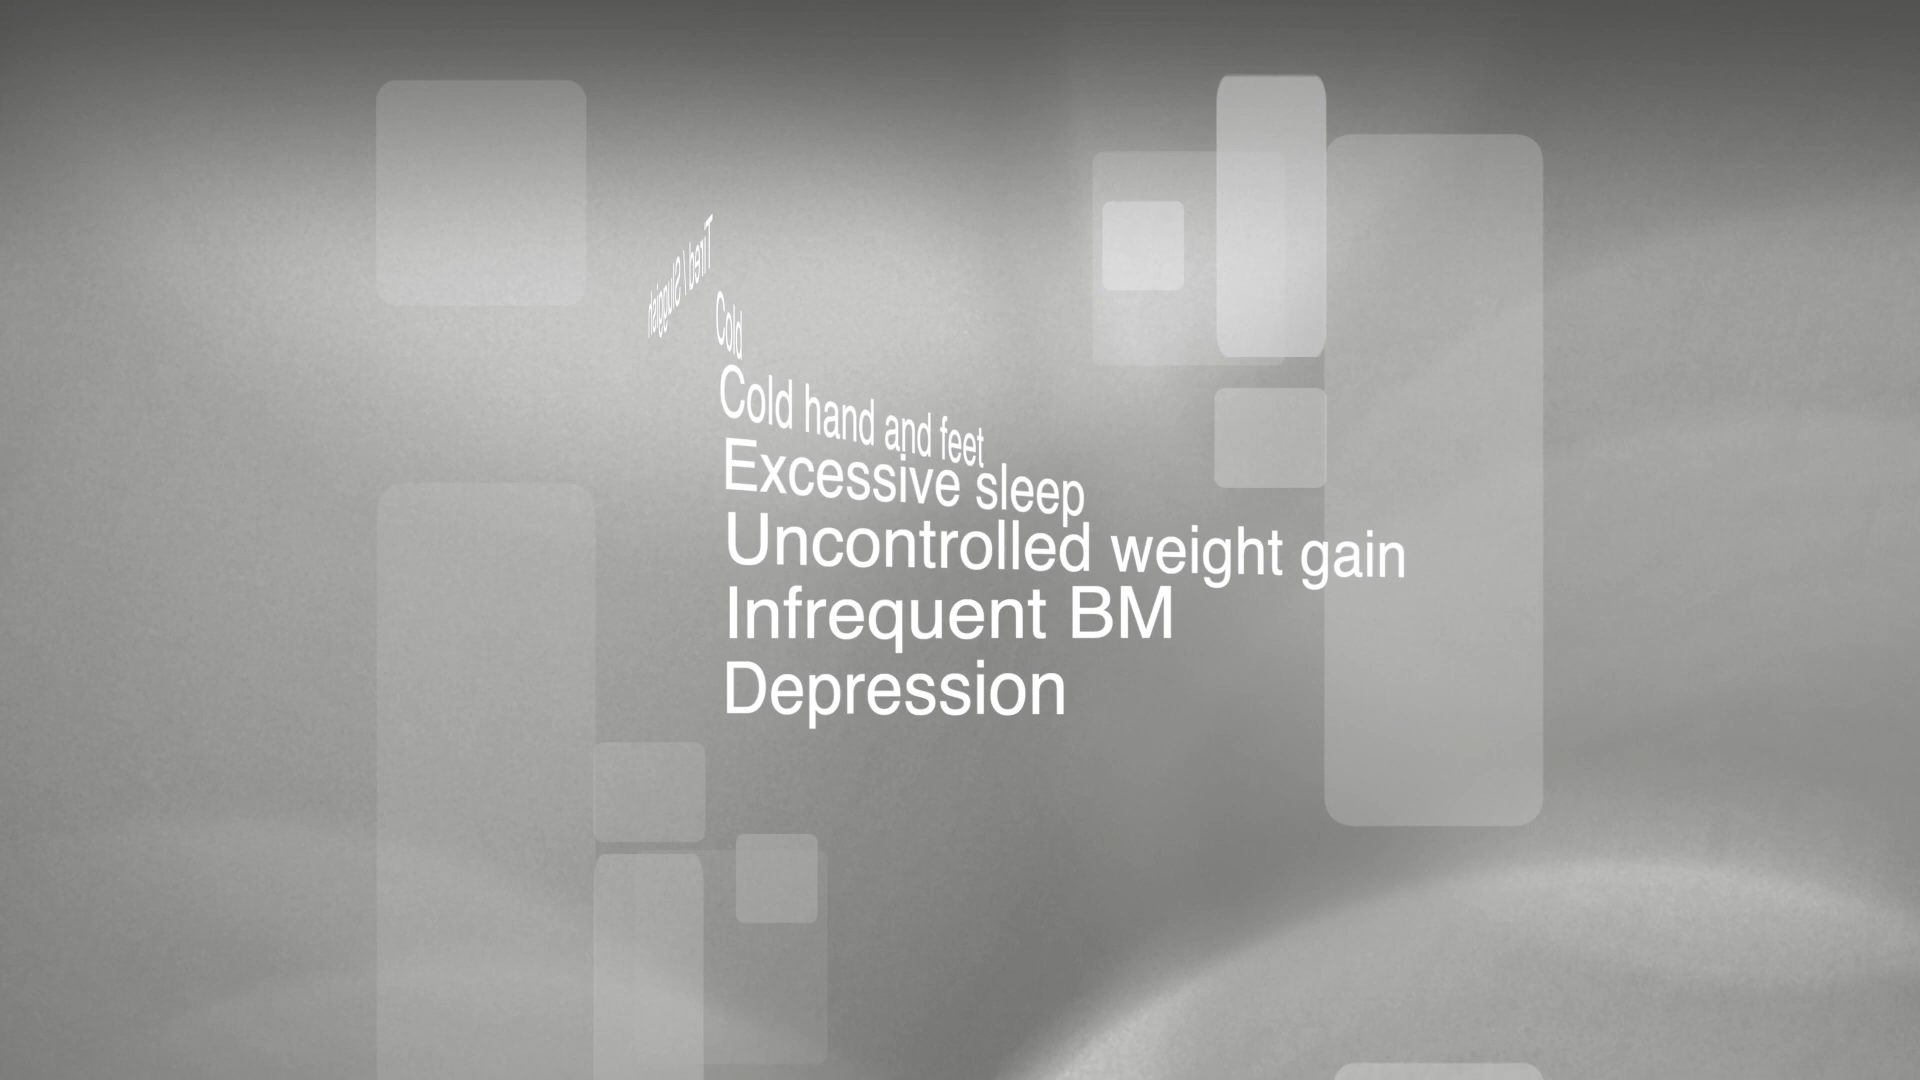 Tired / Sluggish
Cold
Cold hand and feet
Excessive sleep
Uncontrolled weight gain
Infrequent BM
Depression